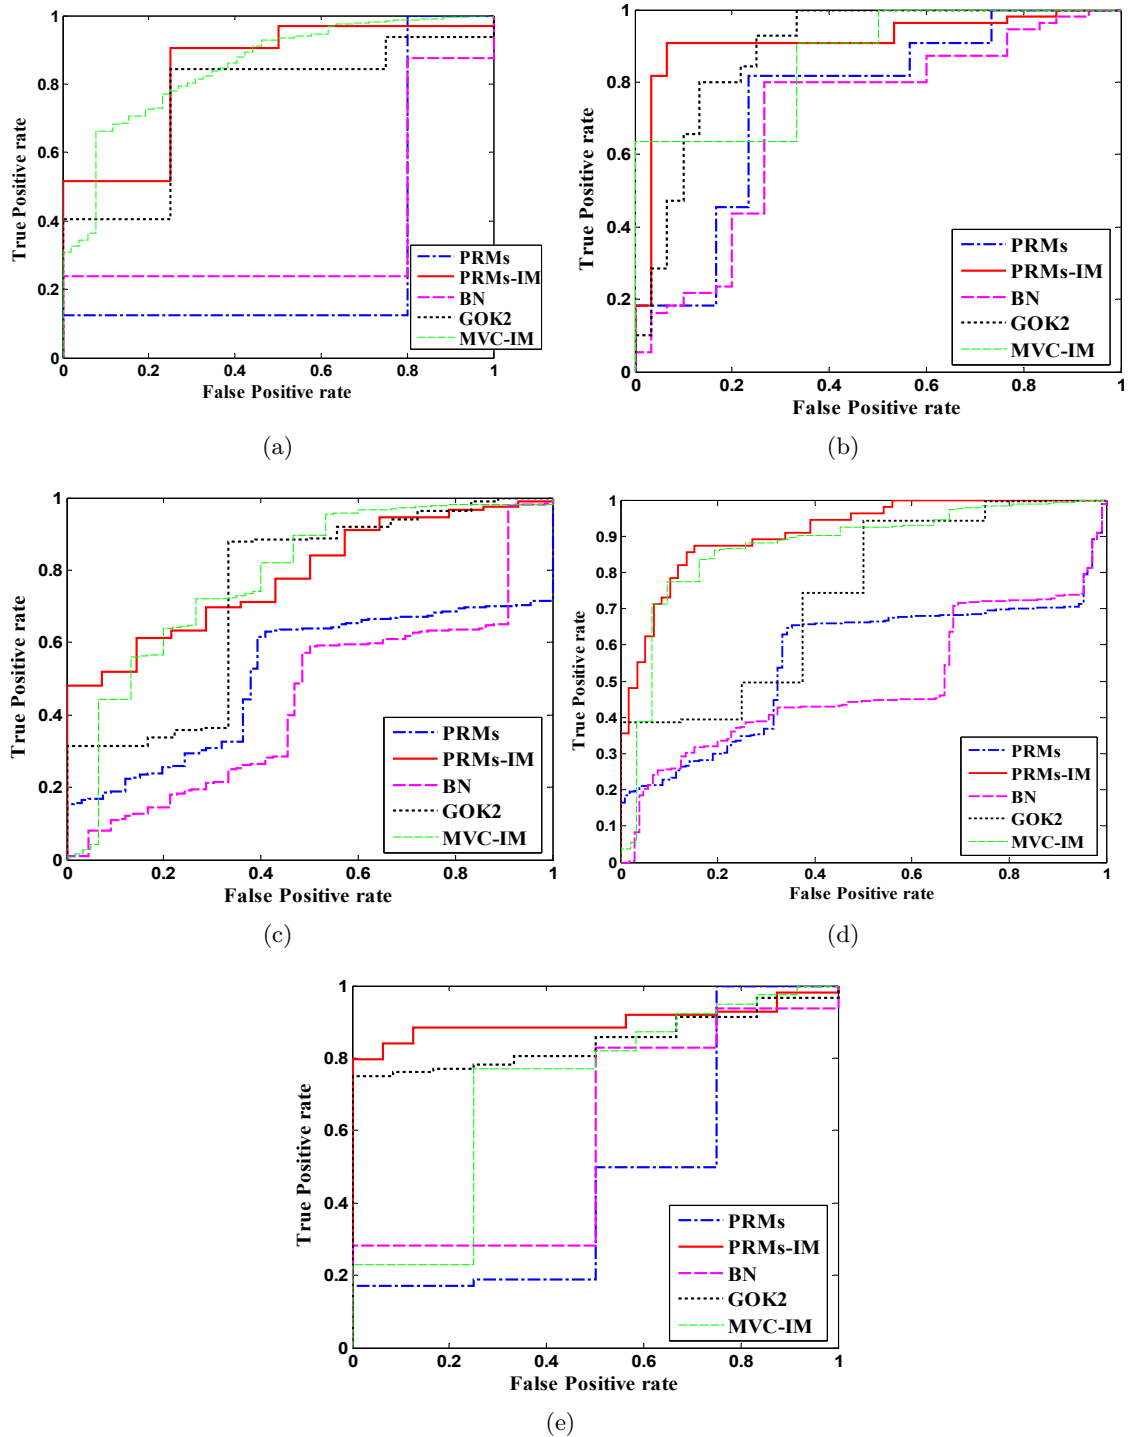 1
0.8
0.6
0.4
0.2
0
True Positive rate
0
0.2
0.4
0.6
0.8
1
False Positive rate
PRMs
PRMs-IM
BN
GOK2
MVC-IM
(a)
1
0.8
0.6
0.4
0.2
0
True Positive rate
0
0.2
0.4
0.6
0.8
1
False Positive rate
PRMs
PRMs-IM
BN
GOK2
MVC-IM
(b)
1
0.8
0.6
0.4
0.2
0
True Positive rate
0
0.2
0.4
0.6
0.8
1
False Positive rate
PRMs
PRMs-IM
BN
GOK2
MVC-IM
(c)
1
0.9
0.8
0.7
0.6
0.5
0.4
0.3
0.2
0.1
0
True Positive rate
0
0.2
0.4
0.6
0.8
1
False Positive rate
PRMs
PRMs-IM
BN
GOK2
MVC-IM
(d)
1
0.8
0.6
0.4
0.2
0
True Positive rate
0
0.2
0.4
0.6
0.8
1
False Positive rate
PRMs
PRMs-IM
BN
GOK2
MVC-IM
(e)